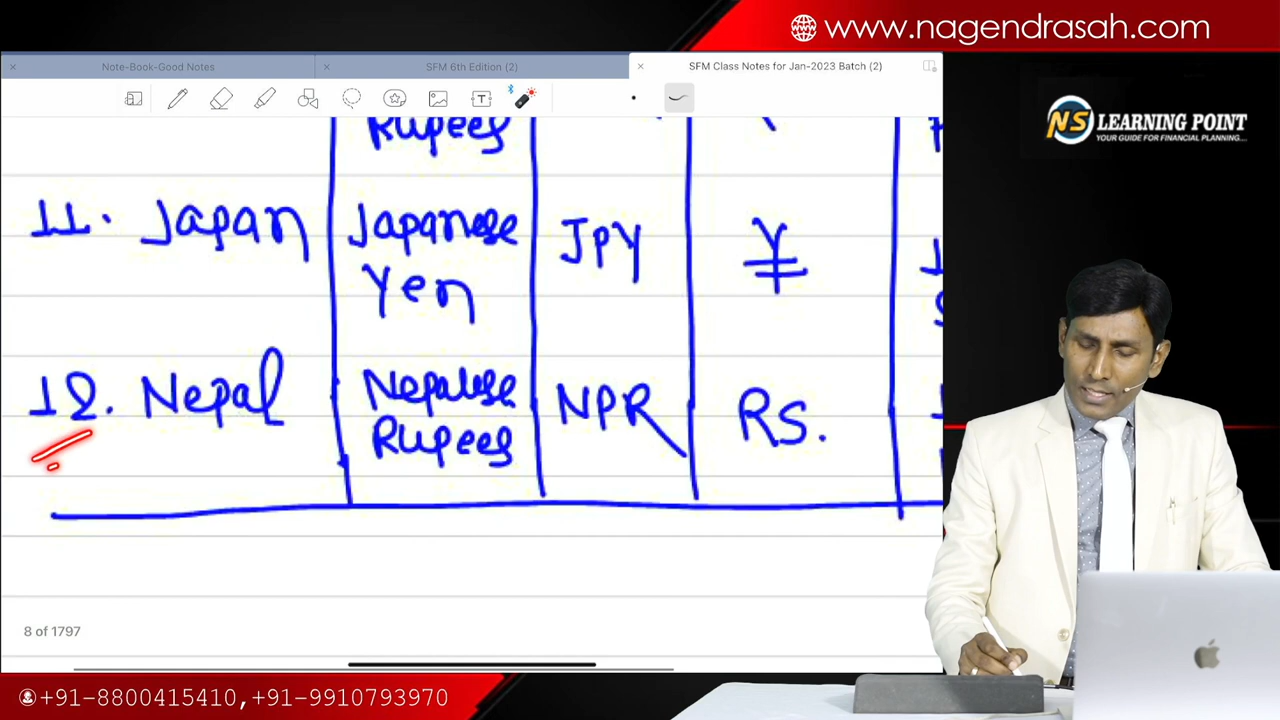 www.nagendrasah.com
Note-Book-Good Notes
SFM 6th Edition (2)
SFM Class Notes for Jan-2023 Batch (2)
NS LEARNING POINT
YOUR GUIDE FOR FINANCIAL PLANNING....
Rupees
11. Japan Japanese Yen JPY ¥
12. Nepal Nepalese Rupees NPR RS.
8 of 1797
+91-8800415410,+91-9910793970